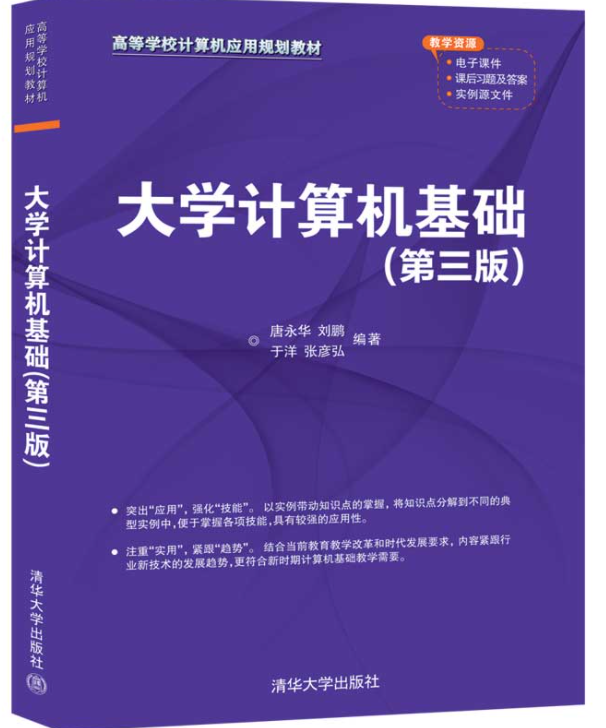 高等学校计算机
应用规划教材
大学计算机基础(第三版)
清华大学出版社
高等学校计算机应用规划教材
教学资源
• 电子课件
• 课后习题及答案
• 实例源文件
大学计算机基础
(第三版)
◎ 唐永华 刘鹏
于洋 张彦弘 编著
• 突出“应用”，强化“技能”。 以实例带动知识点的掌握，将知识点分解到不同的典
型实例中，便于掌握各项技能，具有较强的应用性。
• 注重“实用”，紧跟“趋势”。 结合当前教育教学改革和时代发展要求，内容紧跟行
业新技术的发展趋势，更符合新时期计算机基础教学需要。
清华大学出版社